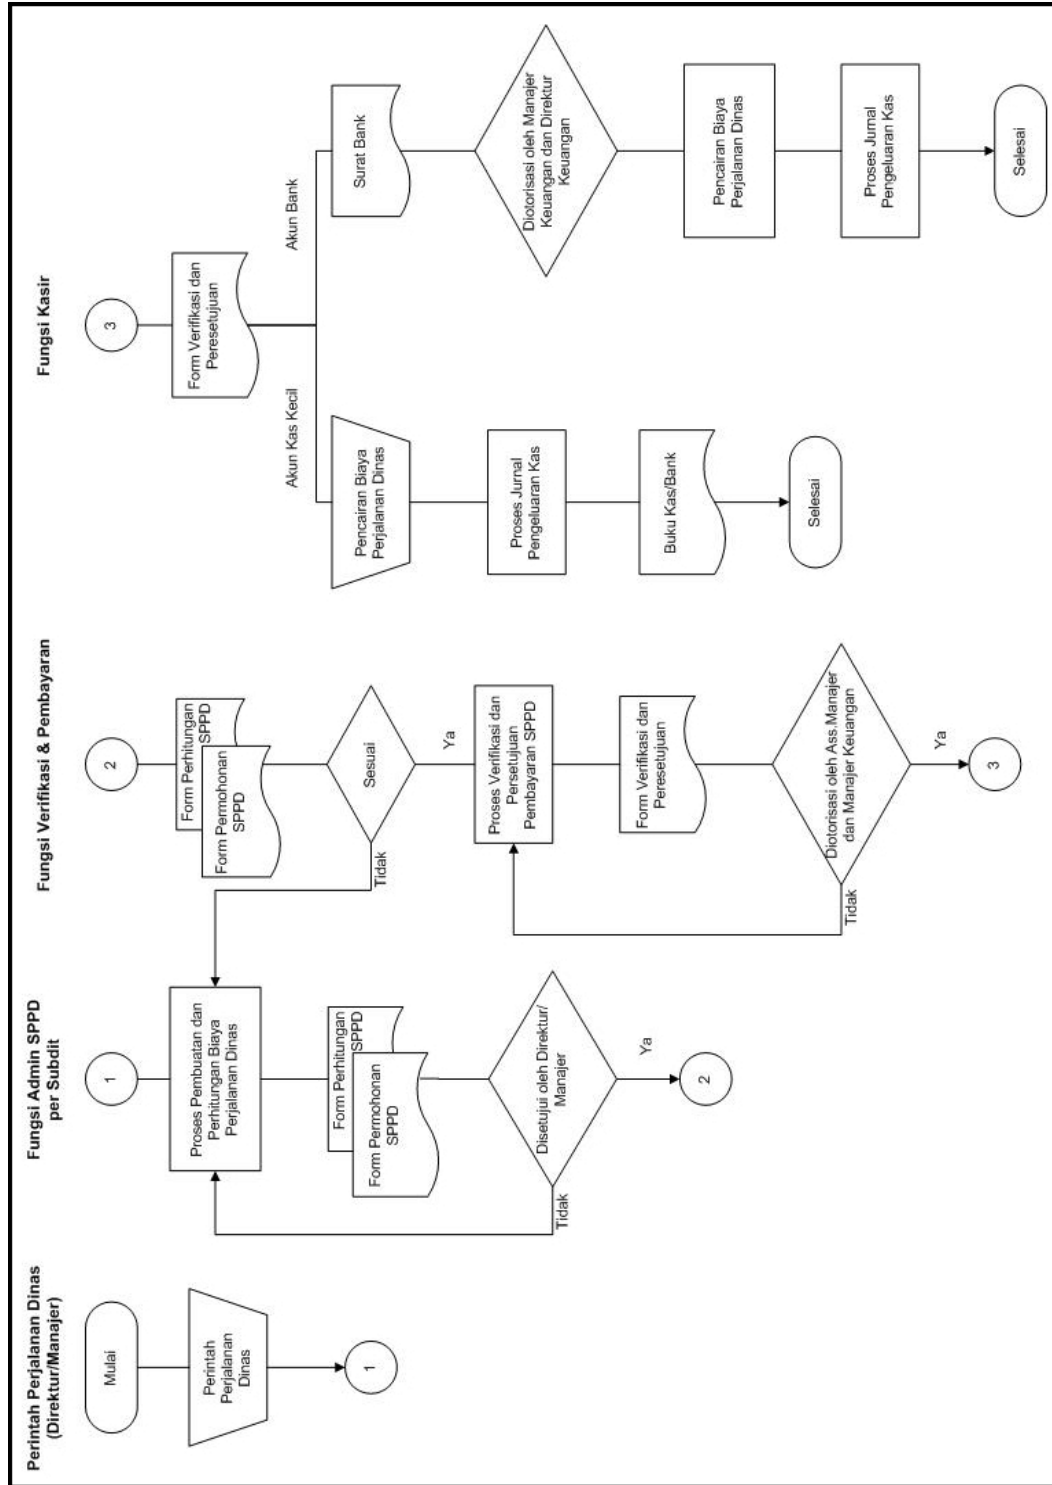 Perintah Perjalanan Dinas
(Direktur/Manajer)
Mulai
Perintah
Perjalanan
Dinas
1
Fungsi Admin SPPD
per Subdit
1
Proses Pembuatan dan
Perhitungan Biaya
Perjalanan Dinas
Form Perhitungan
SPPD
Form Permohonan
SPPD
Disetujui oleh Direktur/
Manajer
Tidak
Ya
2
Fungsi Verifikasi & Pembayaran
2
Form Perhitungan
SPPD
Form Permohonan
SPPD
Sesuai
Tidak
Ya
Proses Verifikasi dan
Persetujuan
Pembayaran SPPD
Form Verifikasi dan
Peresetujuan
Diotorisasi oleh Ass.Manajer
dan Manajer Keuangan
Tidak
Ya
3
Fungsi Kasir
3
Form Verifikasi dan
Peresetujuan
Akun Kas Kecil
Akun Bank
Pencairan Biaya
Perjalanan Dinas
Proses Jurnal
Pengeluaran Kas
Buku Kas/Bank
Selesai
Surat Bank
Diotorisasi oleh Manajer
Keuangan dan Direktur
Keuangan
Pencairan Biaya
Perjalanan Dinas
Proses Jurnal
Pengeluaran Kas
Selesai